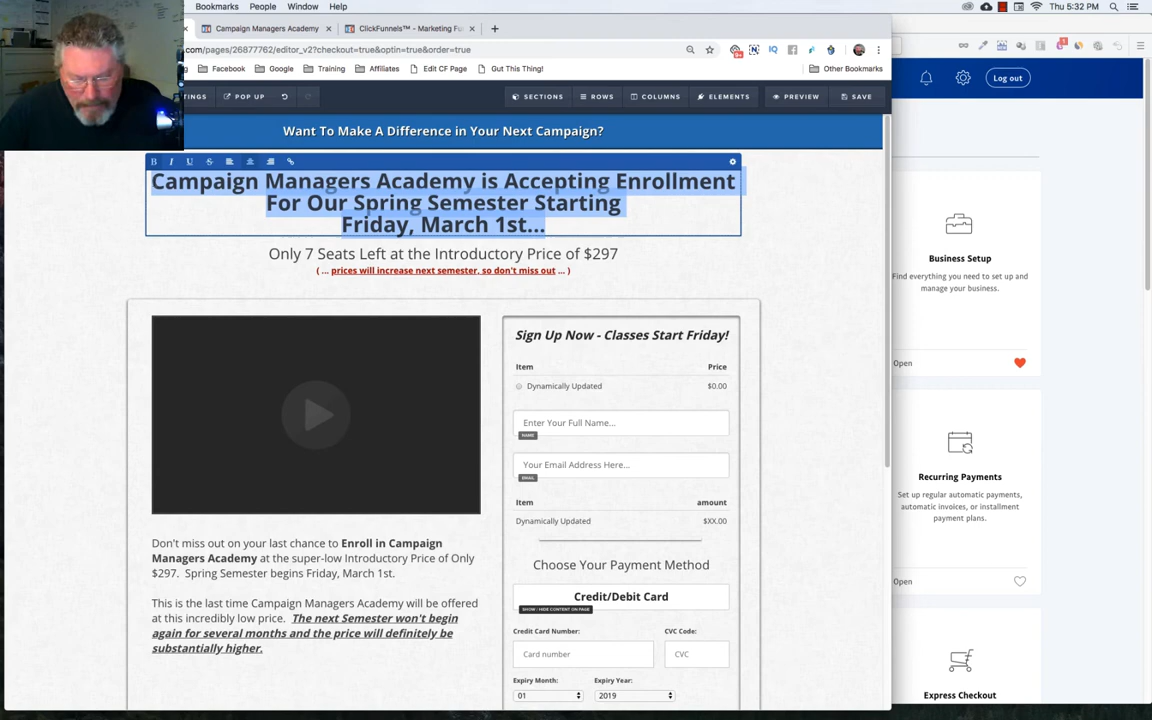 Bookmarks People Window Help
Thu 5:32 PM
Campaign Managers Academy
ClickFunnels™ - Marketing Fu
.com/pages/26877762/editor_v2?checkout=true&optin=true&order=true
Facebook Google Training Affiliates Edit CF Page Gut This Thing! Other Bookmarks
TINGS POP UP SECTIONS ROWS COLUMNS ELEMENTS PREVIEW SAVE
Log out
Want To Make A Difference in Your Next Campaign?
Campaign Managers Academy is Accepting Enrollment
For Our Spring Semester Starting
Friday, March 1st...
Only 7 Seats Left at the Introductory Price of $297
( ... prices will increase next semester, so don't miss out ... )
Sign Up Now - Classes Start Friday!
Item Price
Dynamically Updated $0.00
Enter Your Full Name...
NAME
Your Email Address Here...
EMAIL
Item amount
Dynamically Updated $XX.00
Choose Your Payment Method
Credit/Debit Card
SHOW / HIDE CONTENT ON PAGE
Credit Card Number: CVC Code:
Card number CVC
Expiry Month: Expiry Year:
01 2019
Don't miss out on your last chance to Enroll in Campaign
Managers Academy at the super-low Introductory Price of Only
$297. Spring Semester begins Friday, March 1st.
This is the last time Campaign Managers Academy will be offered
at this incredibly low price. The next Semester won't begin
again for several months and the price will definitely be
substantially higher.
Business Setup
Find everything you need to set up and
manage your business.
Open
Recurring Payments
Set up regular automatic payments,
automatic invoices, or installment
payment plans.
Open
Express Checkout